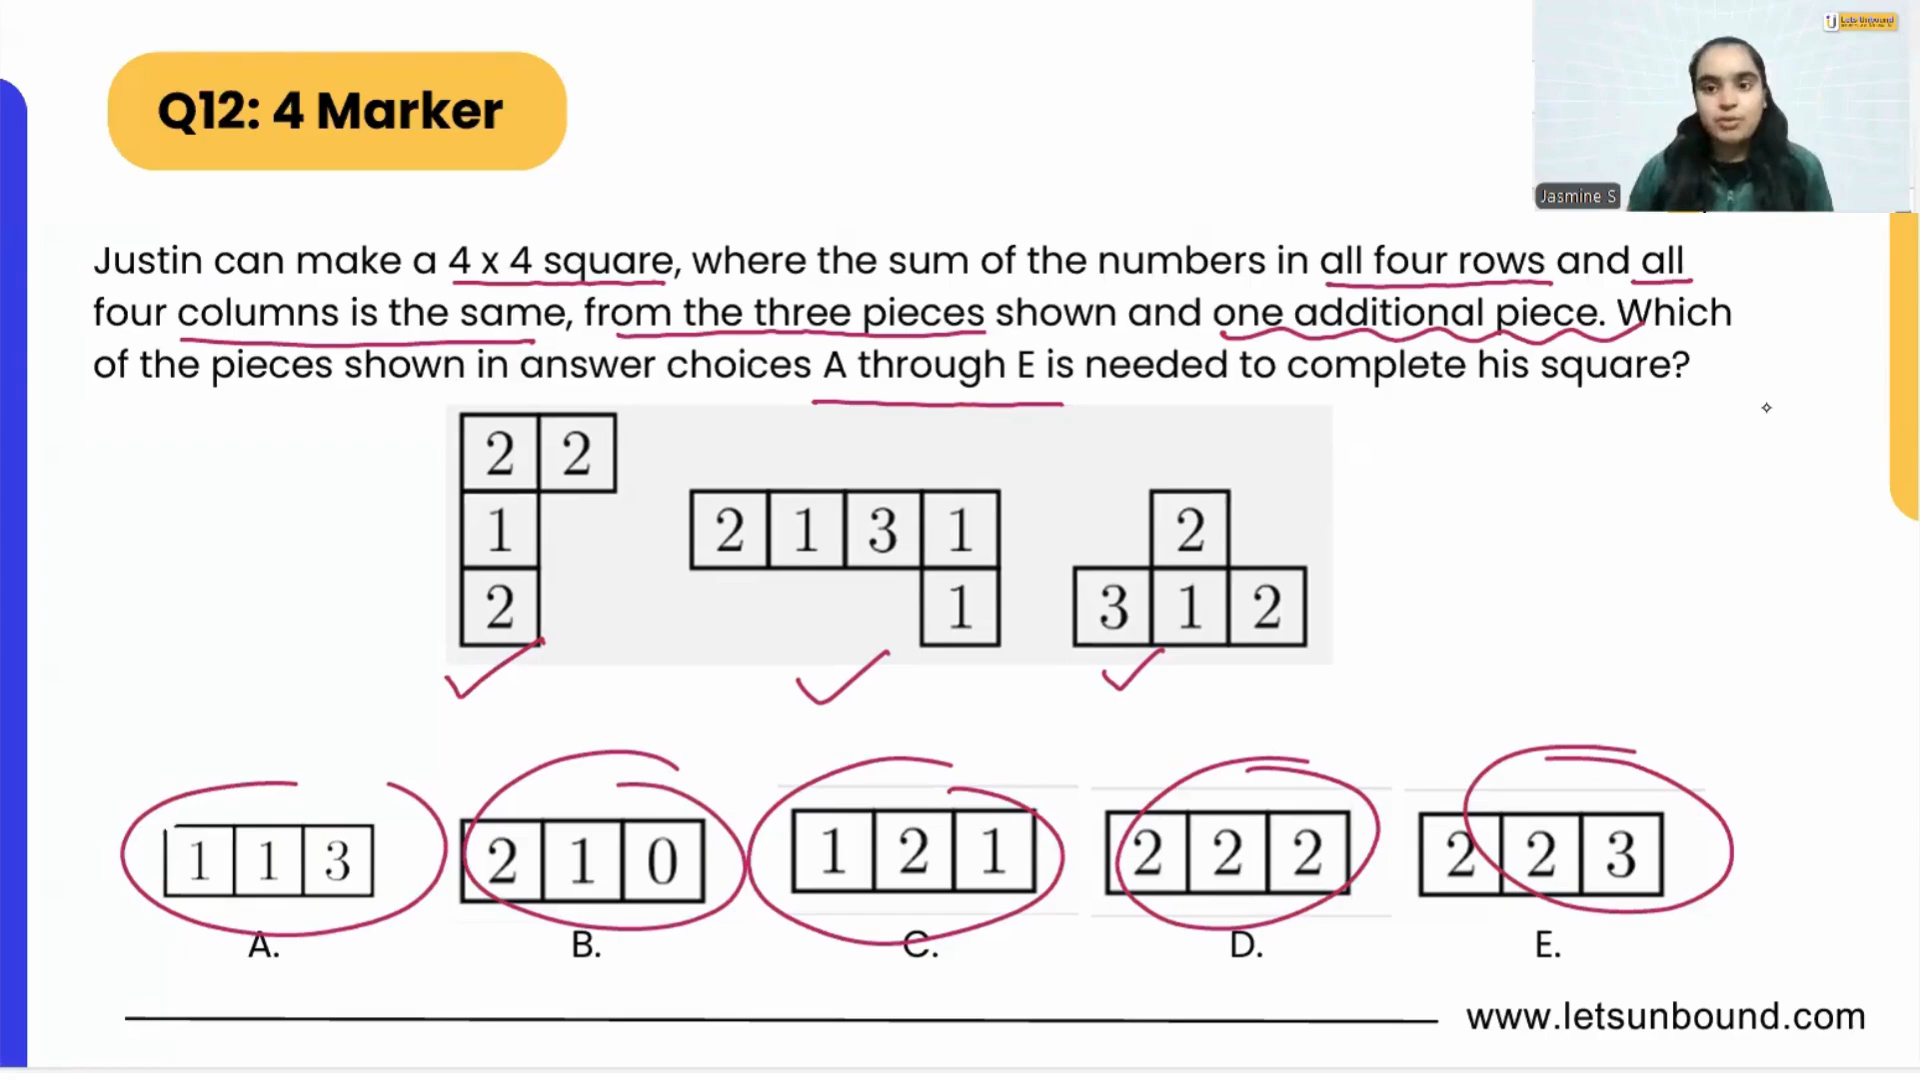 Lets Unbound
Q12: 4 Marker
Jasmine S
Justin can make a 4 x 4 square, where the sum of the numbers in all four rows and all
four columns is the same, from the three pieces shown and one additional piece. Which
of the pieces shown in answer choices A through E is needed to complete his square?
2 2
1
2
2 1 3 1
1
2
3 1 2
1 1 3
2 1 0
1 2 1
2 2 2
2 2 3
A.
B.
C.
D.
E.
www.letsunbound.com